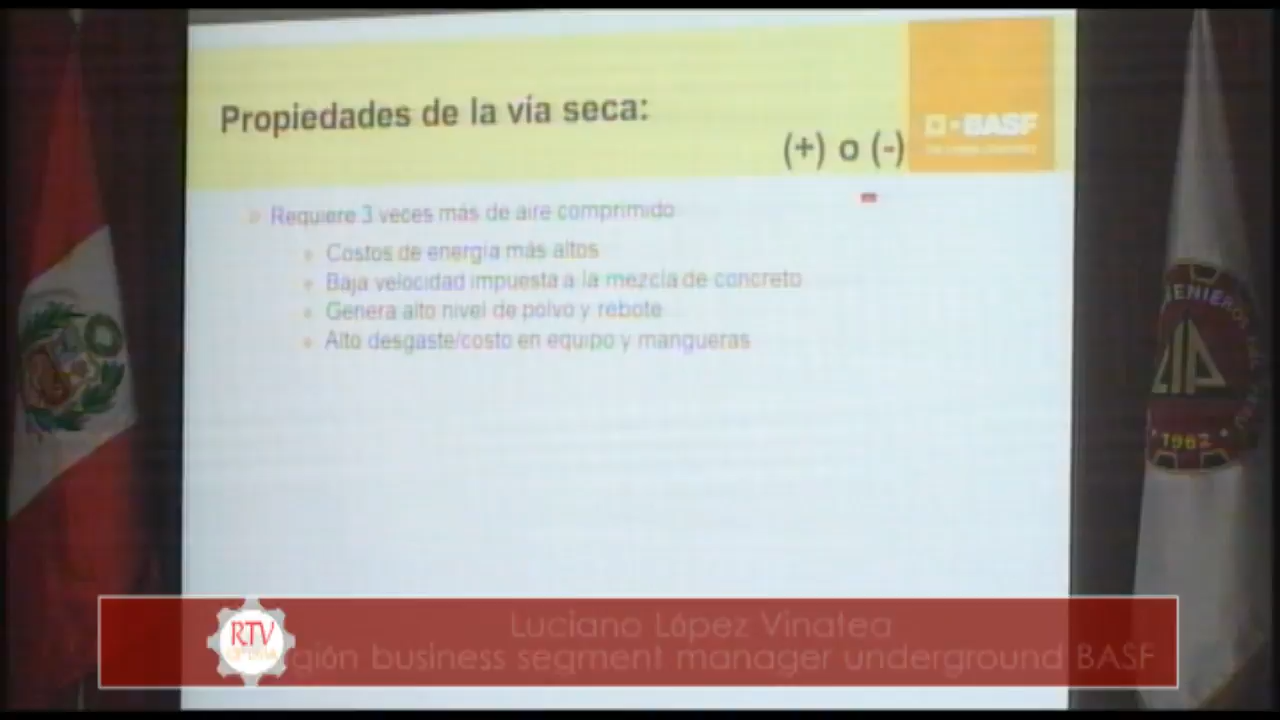 Propiedades de la vía seca:
(+) o (-)
BASF
Requiere 3 veces más de aire comprimido
-
Costos de energía más altos
Baja velocidad impuesta a la mezcla de concreto
Genera alto nivel de polvo y rebote
Alto desgaste/costo en equipo y mangueras
1962
RTV
Luciano López Vinatea
gión business segment manager underground BASF